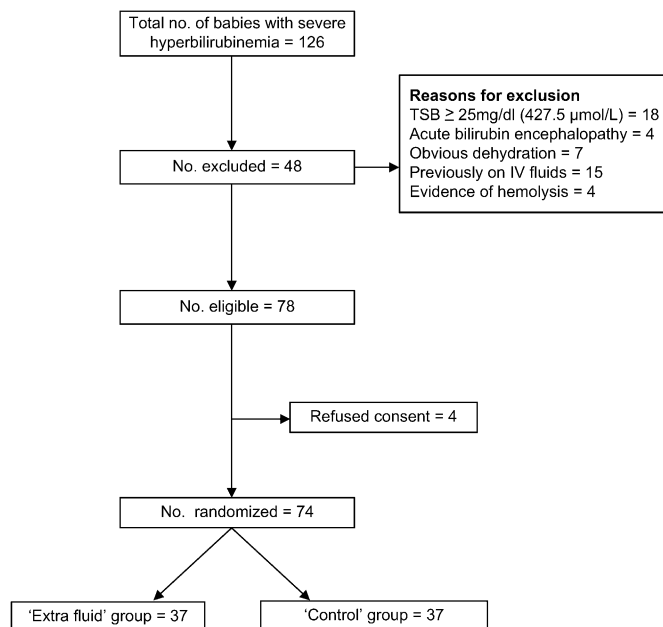 Total no. of babies with severe
hyperbilirubinemia = 126
Reasons for exclusion
TSB ≥ 25mg/dl (427.5 μmol/L) = 18
Acute bilirubin encephalopathy = 4
Obvious dehydration = 7
Previously on IV fluids = 15
Evidence of hemolysis = 4
No. excluded = 48
No. eligible = 78
Refused consent = 4
No. randomized = 74
‘Extra fluid’ group = 37
‘Control’ group = 37